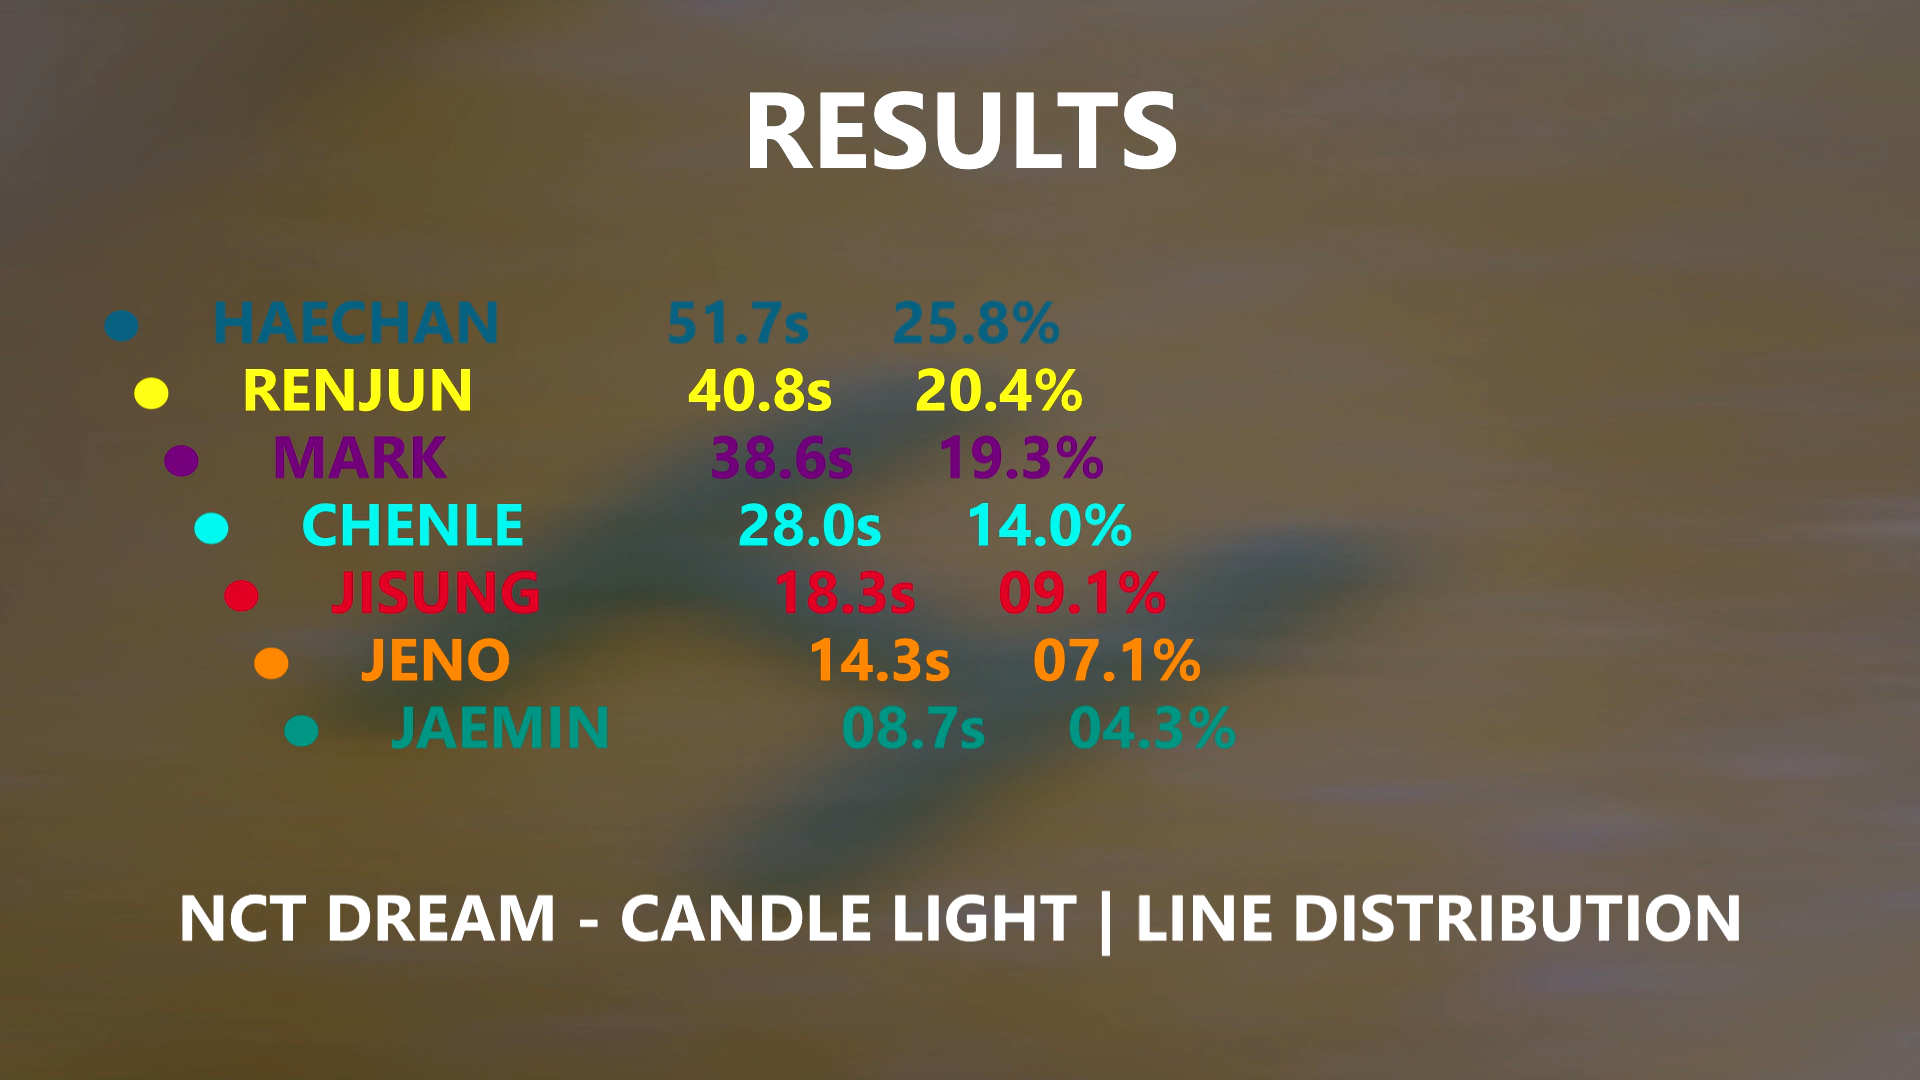 RESULTS
HAECHAN 51.7s 25.8%
RENJUN 40.8s 20.4%
MARK 38.6s 19.3%
CHENLE 28.0s 14.0%
JISUNG 18.3s 09.1%
JENO 14.3s 07.1%
JAEMIN 08.7s 04.3%
NCT DREAM - CANDLE LIGHT | LINE DISTRIBUTION